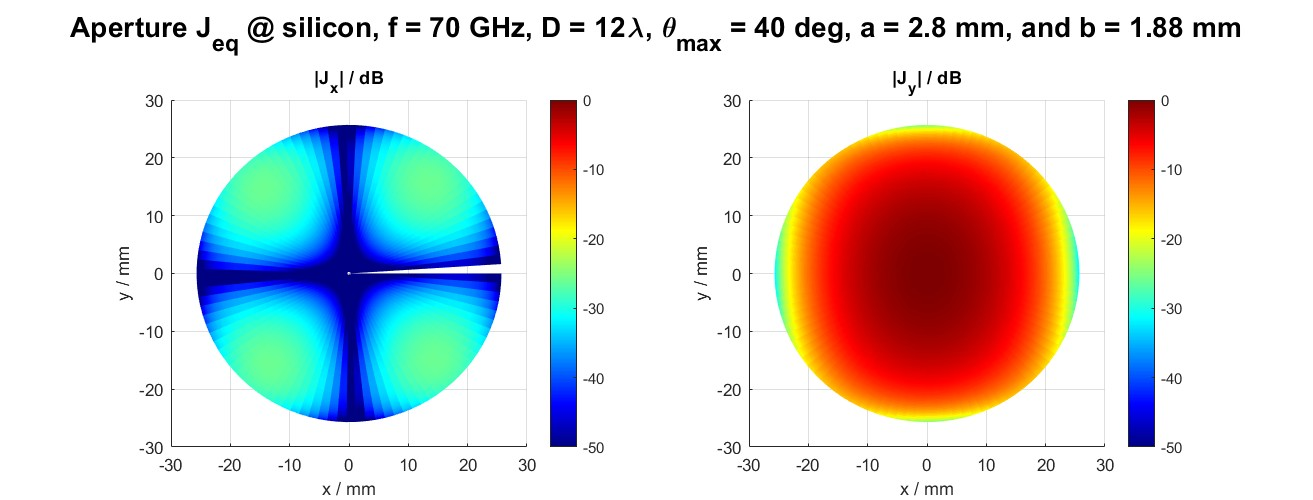 Aperture J_eq @ silicon, f = 70 GHz, D = 12λ, θ_max = 40 deg, a = 2.8 mm, and b = 1.88 mm
|J_x| / dB
30
20
10
0
-10
-20
-30
y / mm
-30 -20 -10 0 10 20 30
x / mm
0
-10
-20
-30
-40
-50
|J_y| / dB
30
20
10
0
-10
-20
-30
y / mm
-30 -20 -10 0 10 20 30
x / mm
0
-10
-20
-30
-40
-50